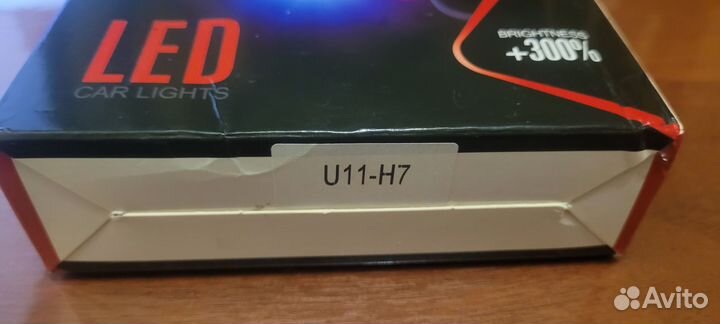 LED
CAR LIGHTS
BRIGHTNESS
+300%
U11-H7
Avito